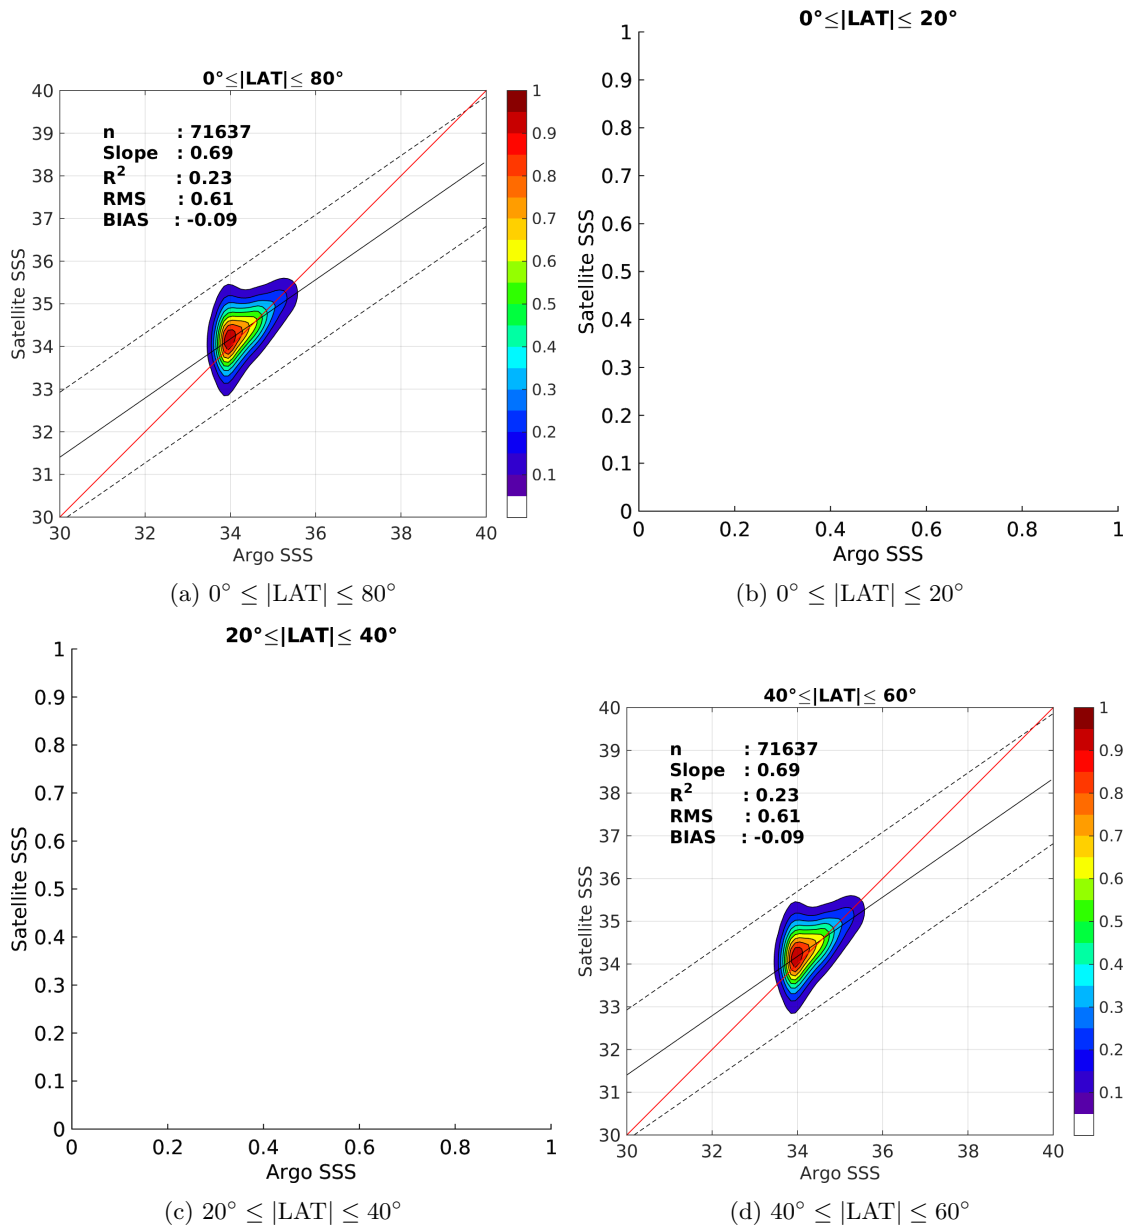 0°≤|LAT|≤ 80°
40
39
38
37
36
35
34
33
32
31
30
Satellite SSS
n : 71637
Slope : 0.69
R² : 0.23
RMS : 0.61
BIAS : -0.09
30 32 34 36 38 40
Argo SSS
1
0.9
0.8
0.7
0.6
0.5
0.4
0.3
0.2
0.1
(a) 0° ≤ |LAT| ≤ 80°
0°≤|LAT|≤ 20°
1
0.9
0.8
0.7
0.6
0.5
0.4
0.3
0.2
0.1
0
Satellite SSS
0 0.2 0.4 0.6 0.8 1
Argo SSS
(b) 0° ≤ |LAT| ≤ 20°
20°≤|LAT|≤ 40°
1
0.9
0.8
0.7
0.6
0.5
0.4
0.3
0.2
0.1
0
Satellite SSS
0 0.2 0.4 0.6 0.8 1
Argo SSS
(c) 20° ≤ |LAT| ≤ 40°
40°≤|LAT|≤ 60°
40
39
38
37
36
35
34
33
32
31
30
Satellite SSS
n : 71637
Slope : 0.69
R² : 0.23
RMS : 0.61
BIAS : -0.09
30 32 34 36 38 40
Argo SSS
1
0.9
0.8
0.7
0.6
0.5
0.4
0.3
0.2
0.1
(d) 40° ≤ |LAT| ≤ 60°